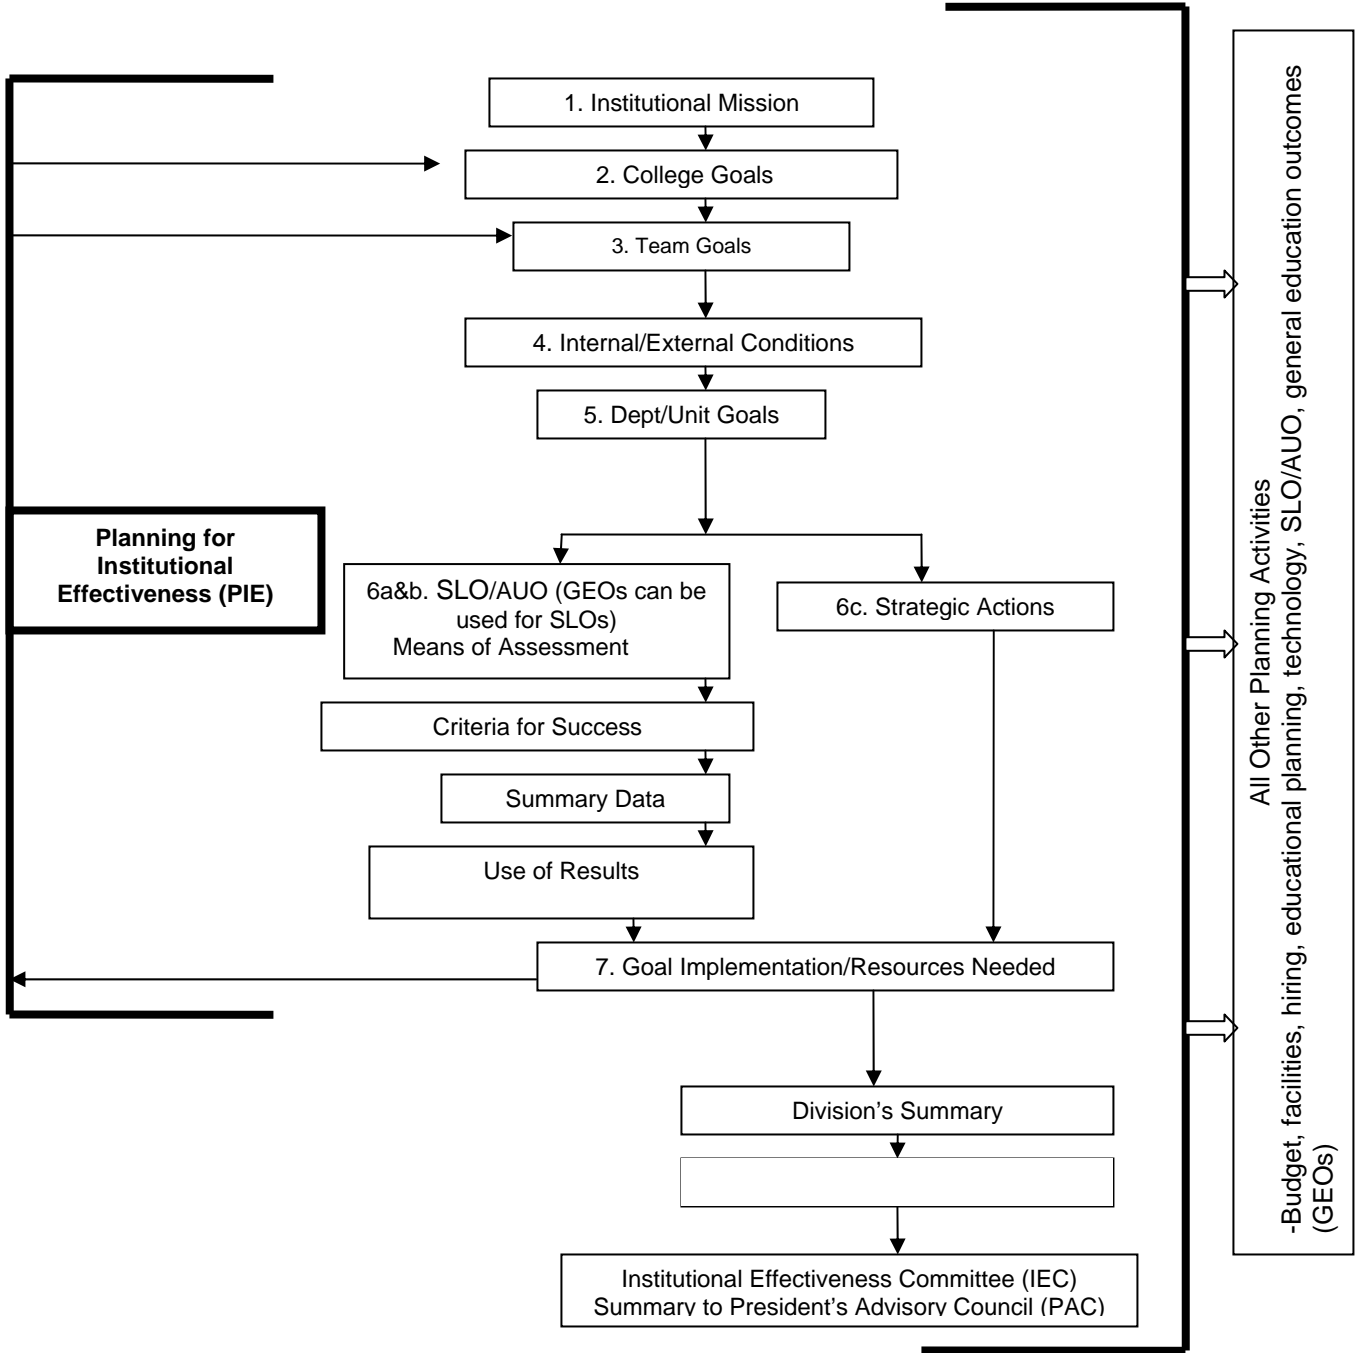 1. Institutional Mission
2. College Goals
3. Team Goals
4. Internal/External Conditions
5. Dept/Unit Goals
Planning for
Institutional
Effectiveness (PIE)
6a&b. SLO/AUO (GEOs can be
used for SLOs)
Means of Assessment
6c. Strategic Actions
Criteria for Success
Summary Data
Use of Results
7. Goal Implementation/Resources Needed
Division's Summary
Institutional Effectiveness Committee (IEC)
Summary to President's Advisory Council (PAC)
All Other Planning Activities
-Budget, facilities, hiring, educational planning, technology, SLO/AUO, general education outcomes
(GEOs)